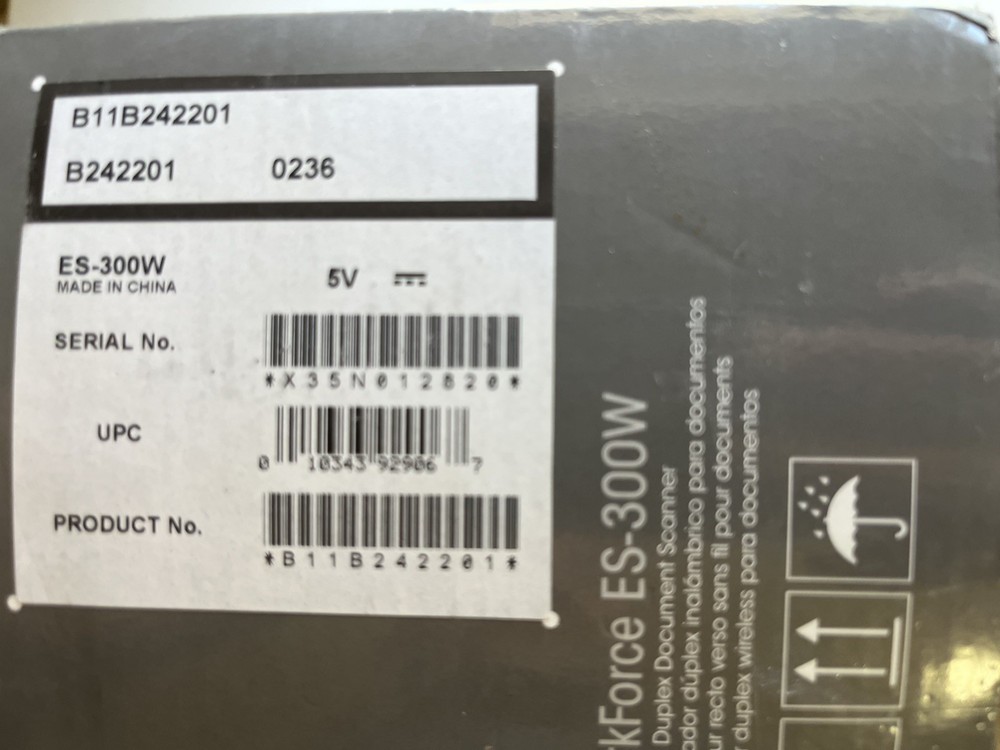 B11B242201
B242201 0236
ES-300W
MADE IN CHINA
5V
SERIAL No.
UPC
0 10343 92906 7
PRODUCT No.
*B11B242201*
kForce ES-300W
Duplex Document Scanner
ador dúplex inalámbrico para documentos
ur recto verso sans fil pour documents
r duplex wireless para documentos